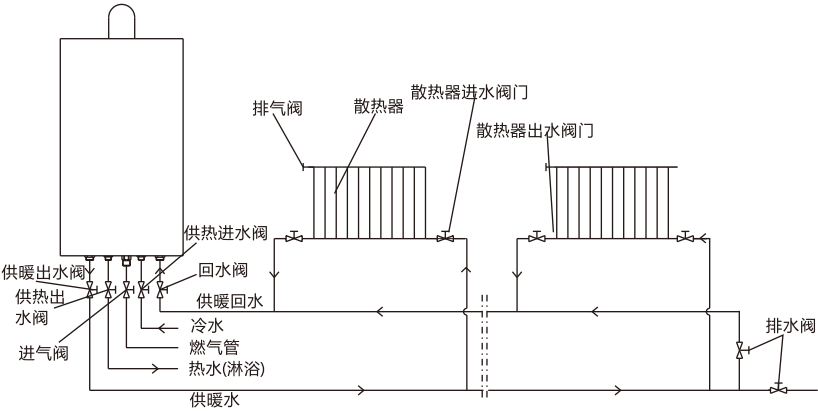 散热器进水阀门
排气阀
散热器
散热器出水阀门
供热进水阀
供暖出水阀
回水阀
供热出
水阀
供暖回水
冷水
排水阀
进气阀
燃气管
热水(淋浴)
供暖水